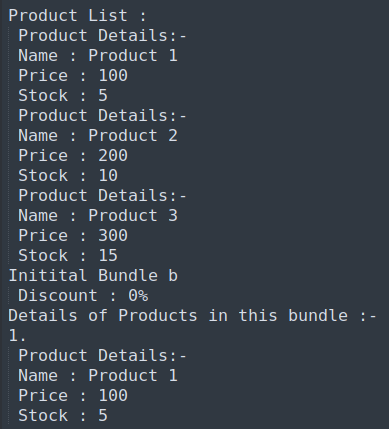 Product List :
Product Details:-
Name : Product 1
Price : 100
Stock : 5
Product Details:-
Name : Product 2
Price : 200
Stock : 10
Product Details:-
Name : Product 3
Price : 300
Stock : 15
Initital Bundle b
Discount : 0%
Details of Products in this bundle :-
1.
Product Details:-
Name : Product 1
Price : 100
Stock : 5